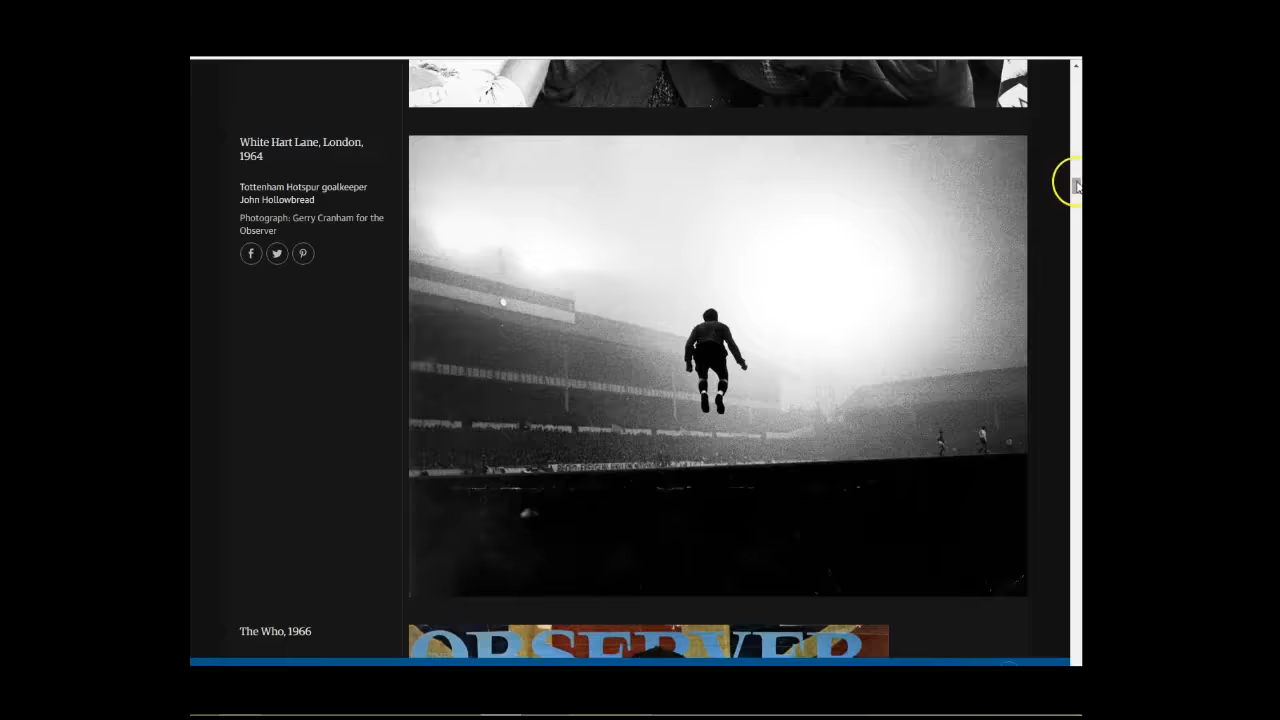 White Hart Lane, London,
1964
Tottenham Hotspur goalkeeper
John Hollowbread
Photograph: Gerry Cranham for the
Observer
The Who, 1966
OBSERVER